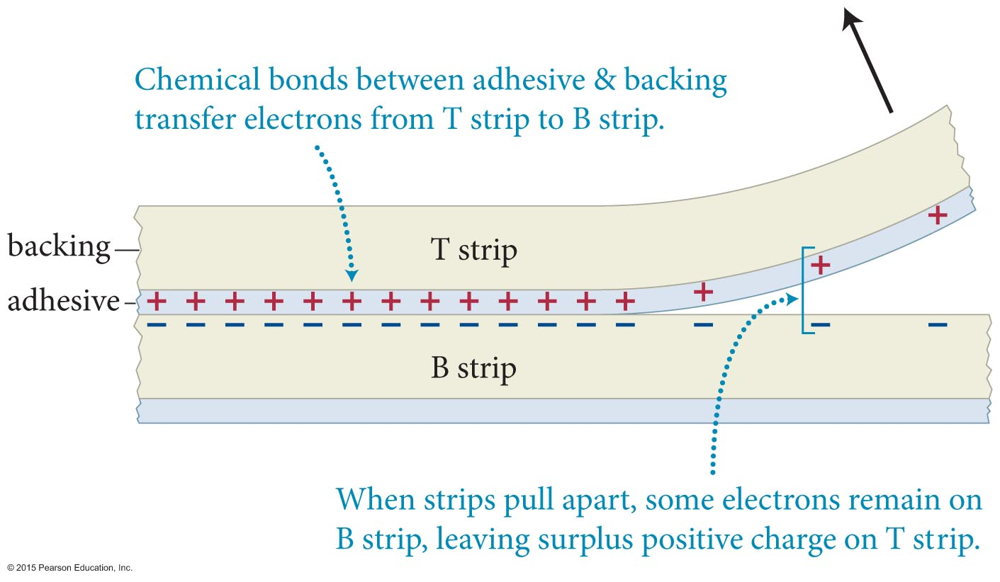 Chemical bonds between adhesive & backing
transfer electrons from T strip to B strip.
backing
T strip
adhesive
B strip
When strips pull apart, some electrons remain on
B strip, leaving surplus positive charge on T strip.
© 2015 Pearson Education, Inc.